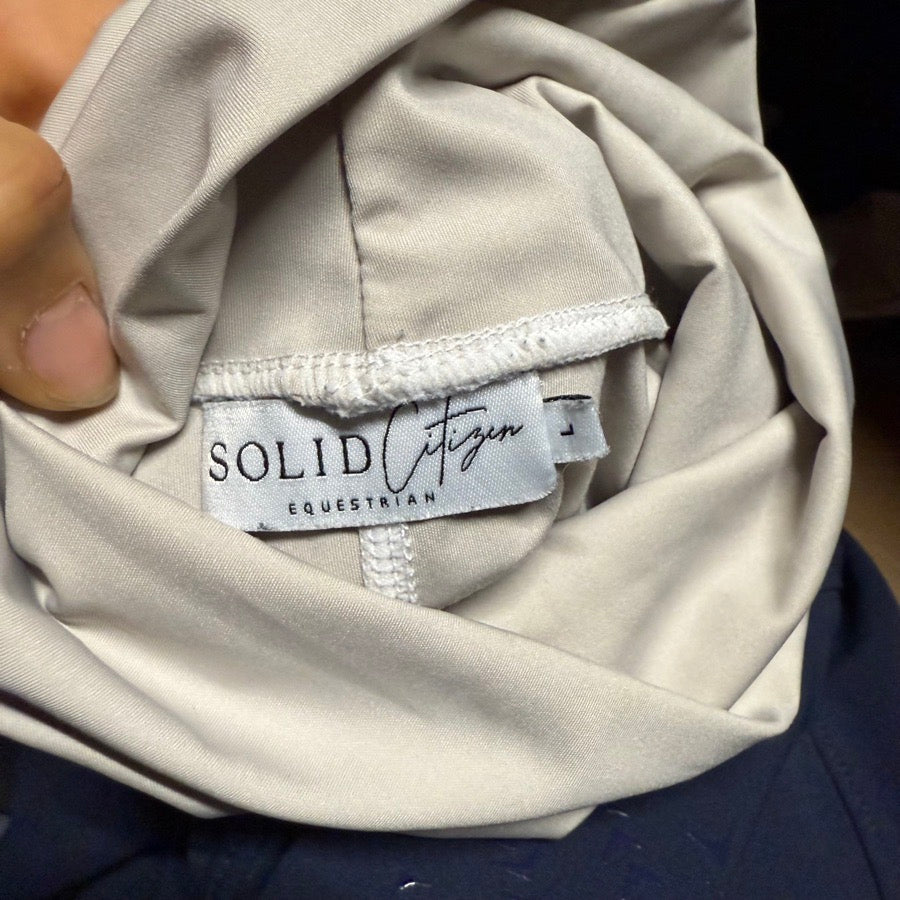 SOLID Citizen
EQUESTRIAN
L